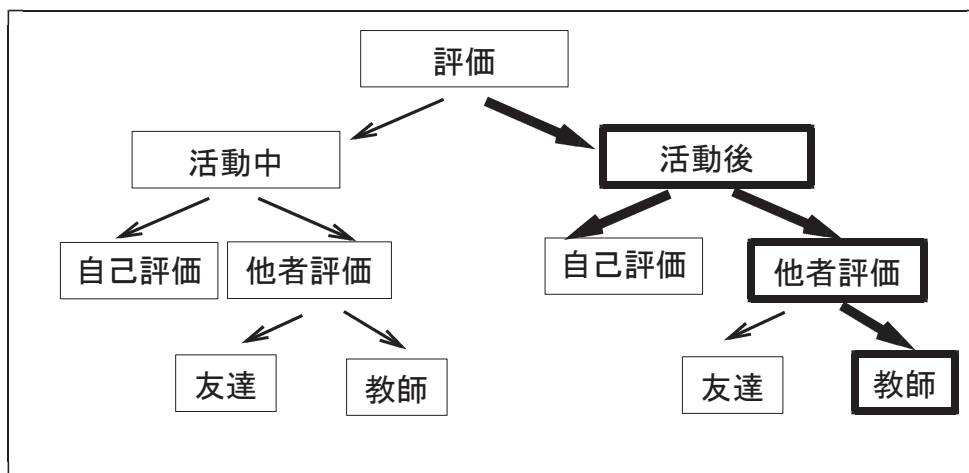 評価
活動中
活動後
自己評価
他者評価
自己評価
他者評価
友達
教師
友達
教師